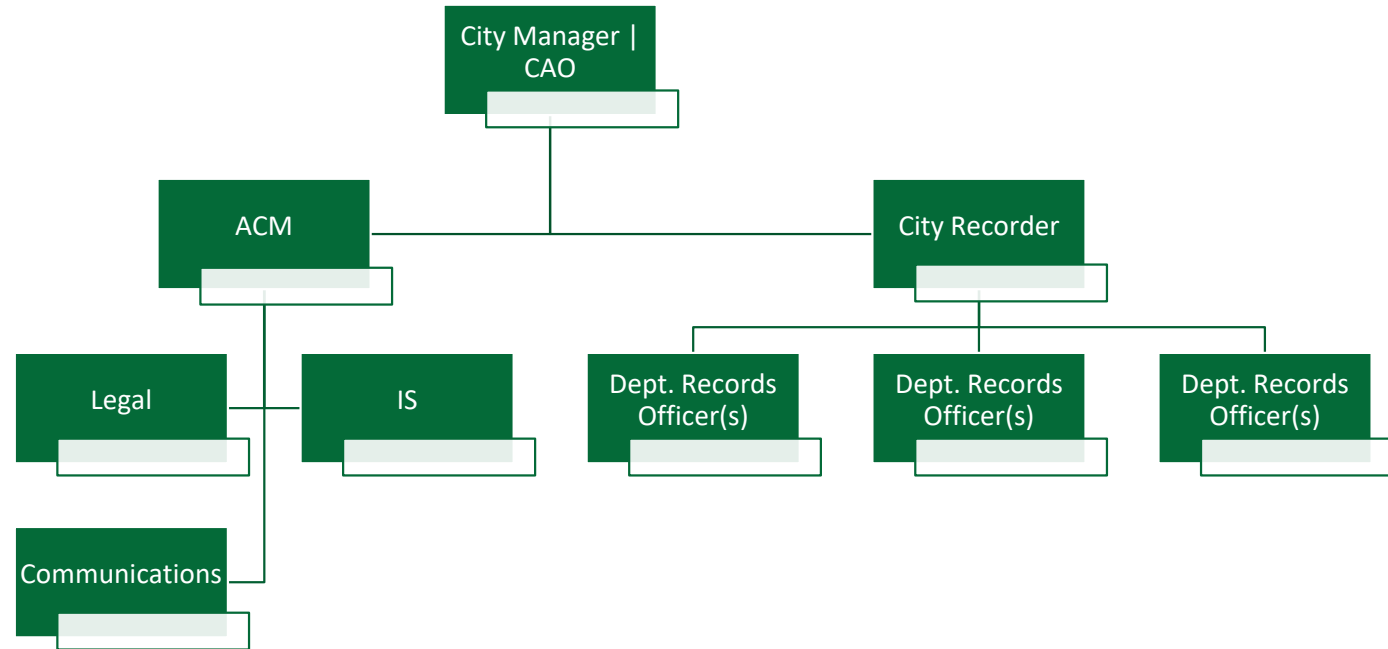 City Manager |
CAO
ACM
City Recorder
Legal
IS
Dept. Records
Officer(s)
Dept. Records
Officer(s)
Dept. Records
Officer(s)
Communications